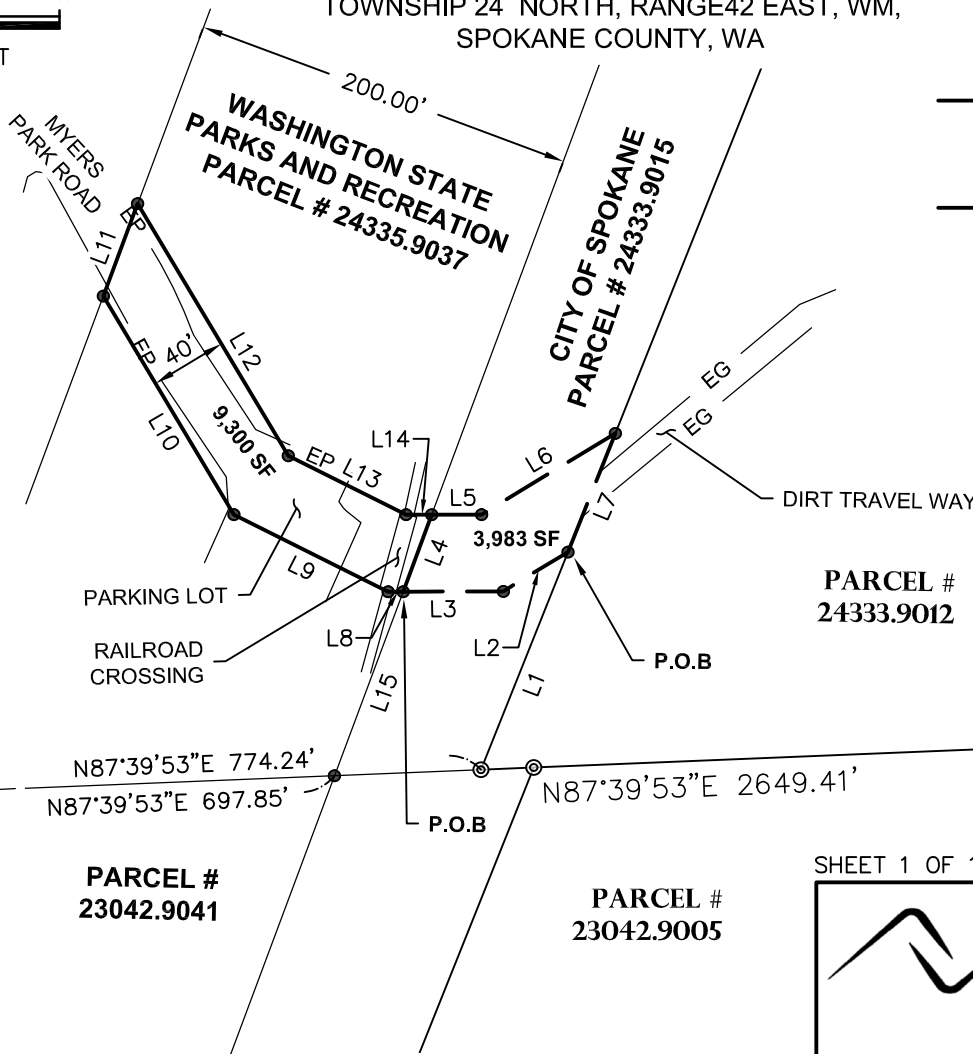 TOWNSHIP 24 NORTH, RANGE42 EAST, WM,
SPOKANE COUNTY, WA
T
200.00'
WASHINGTON STATE
PARKS AND RECREATION
PARCEL # 24335.9037
MYERS
PARK ROAD
CITY OF SPOKANE
PARCEL # 24333.9015
EP
L11
L12
EP
40'
L10
9,300 SF
EG
EG
L14
L6
EP
L13
L5
L7
DIRT TRAVEL WAY
L4
3,983 SF
L9
PARKING LOT
L3
PARCEL #
24333.9012
L8
L2
RAILROAD
CROSSING
P.O.B
L15
L1
N87°39'53"E 774.24'
N87°39'53"E 697.85'
N87°39'53"E 2649.41'
P.O.B
PARCEL #
23042.9041
PARCEL #
23042.9005
SHEET 1 OF 1